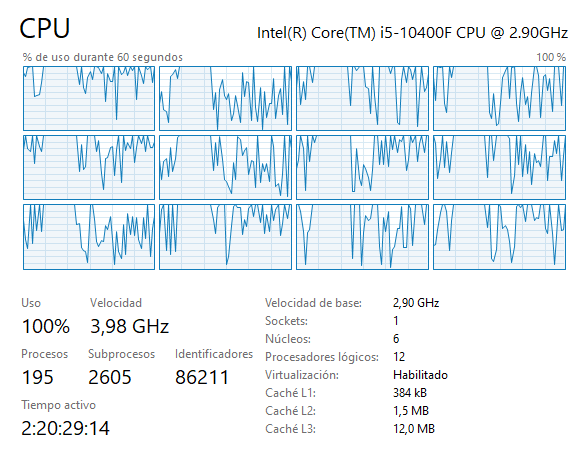 CPU Intel(R) Core(TM) i5-10400F CPU @ 2.90GHz
% de uso durante 60 segundos 100 %
Uso Velocidad
100% 3,98 GHz
Procesos Subprocesos Identificadores
195 2605 86211
Tiempo activo
2:20:29:14
Velocidad de base: 2,90 GHz
Sockets: 1
Núcleos: 6
Procesadores lógicos: 12
Virtualización: Habilitado
Caché L1: 384 kB
Caché L2: 1,5 MB
Caché L3: 12,0 MB